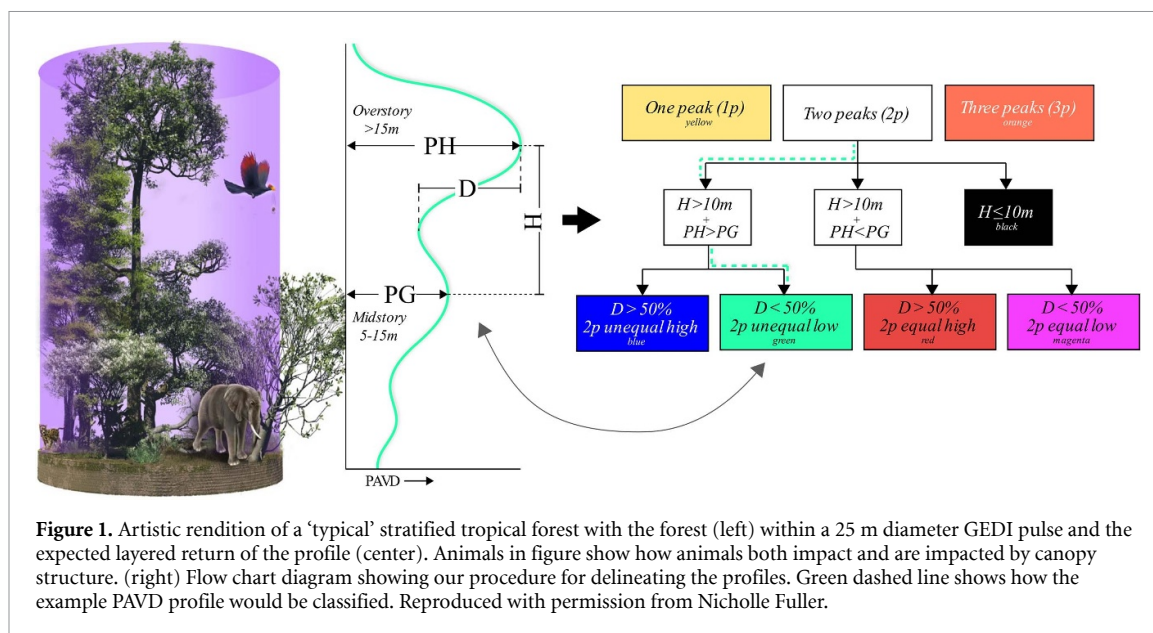 Overstory
>15m
PH
D
H
PG
Midstory
5-15m
PAVD
One peak (1p)
yellow
Two peaks (2p)
Three peaks (3p)
orange
H>10m
+
PH>PG
H>10m
+
PH<PG
H≤10m
black
D > 50%
2p unequal high
blue
D < 50%
2p unequal low
green
D > 50%
2p equal high
red
D < 50%
2p equal low
magenta
Figure 1. Artistic rendition of a ‘typical’ stratified tropical forest with the forest (left) within a 25 m diameter GEDI pulse and the
expected layered return of the profile (center). Animals in figure show how animals both impact and are impacted by canopy
structure. (right) Flow chart diagram showing our procedure for delineating the profiles. Green dashed line shows how the
example PAVD profile would be classified. Reproduced with permission from Nicholle Fuller.